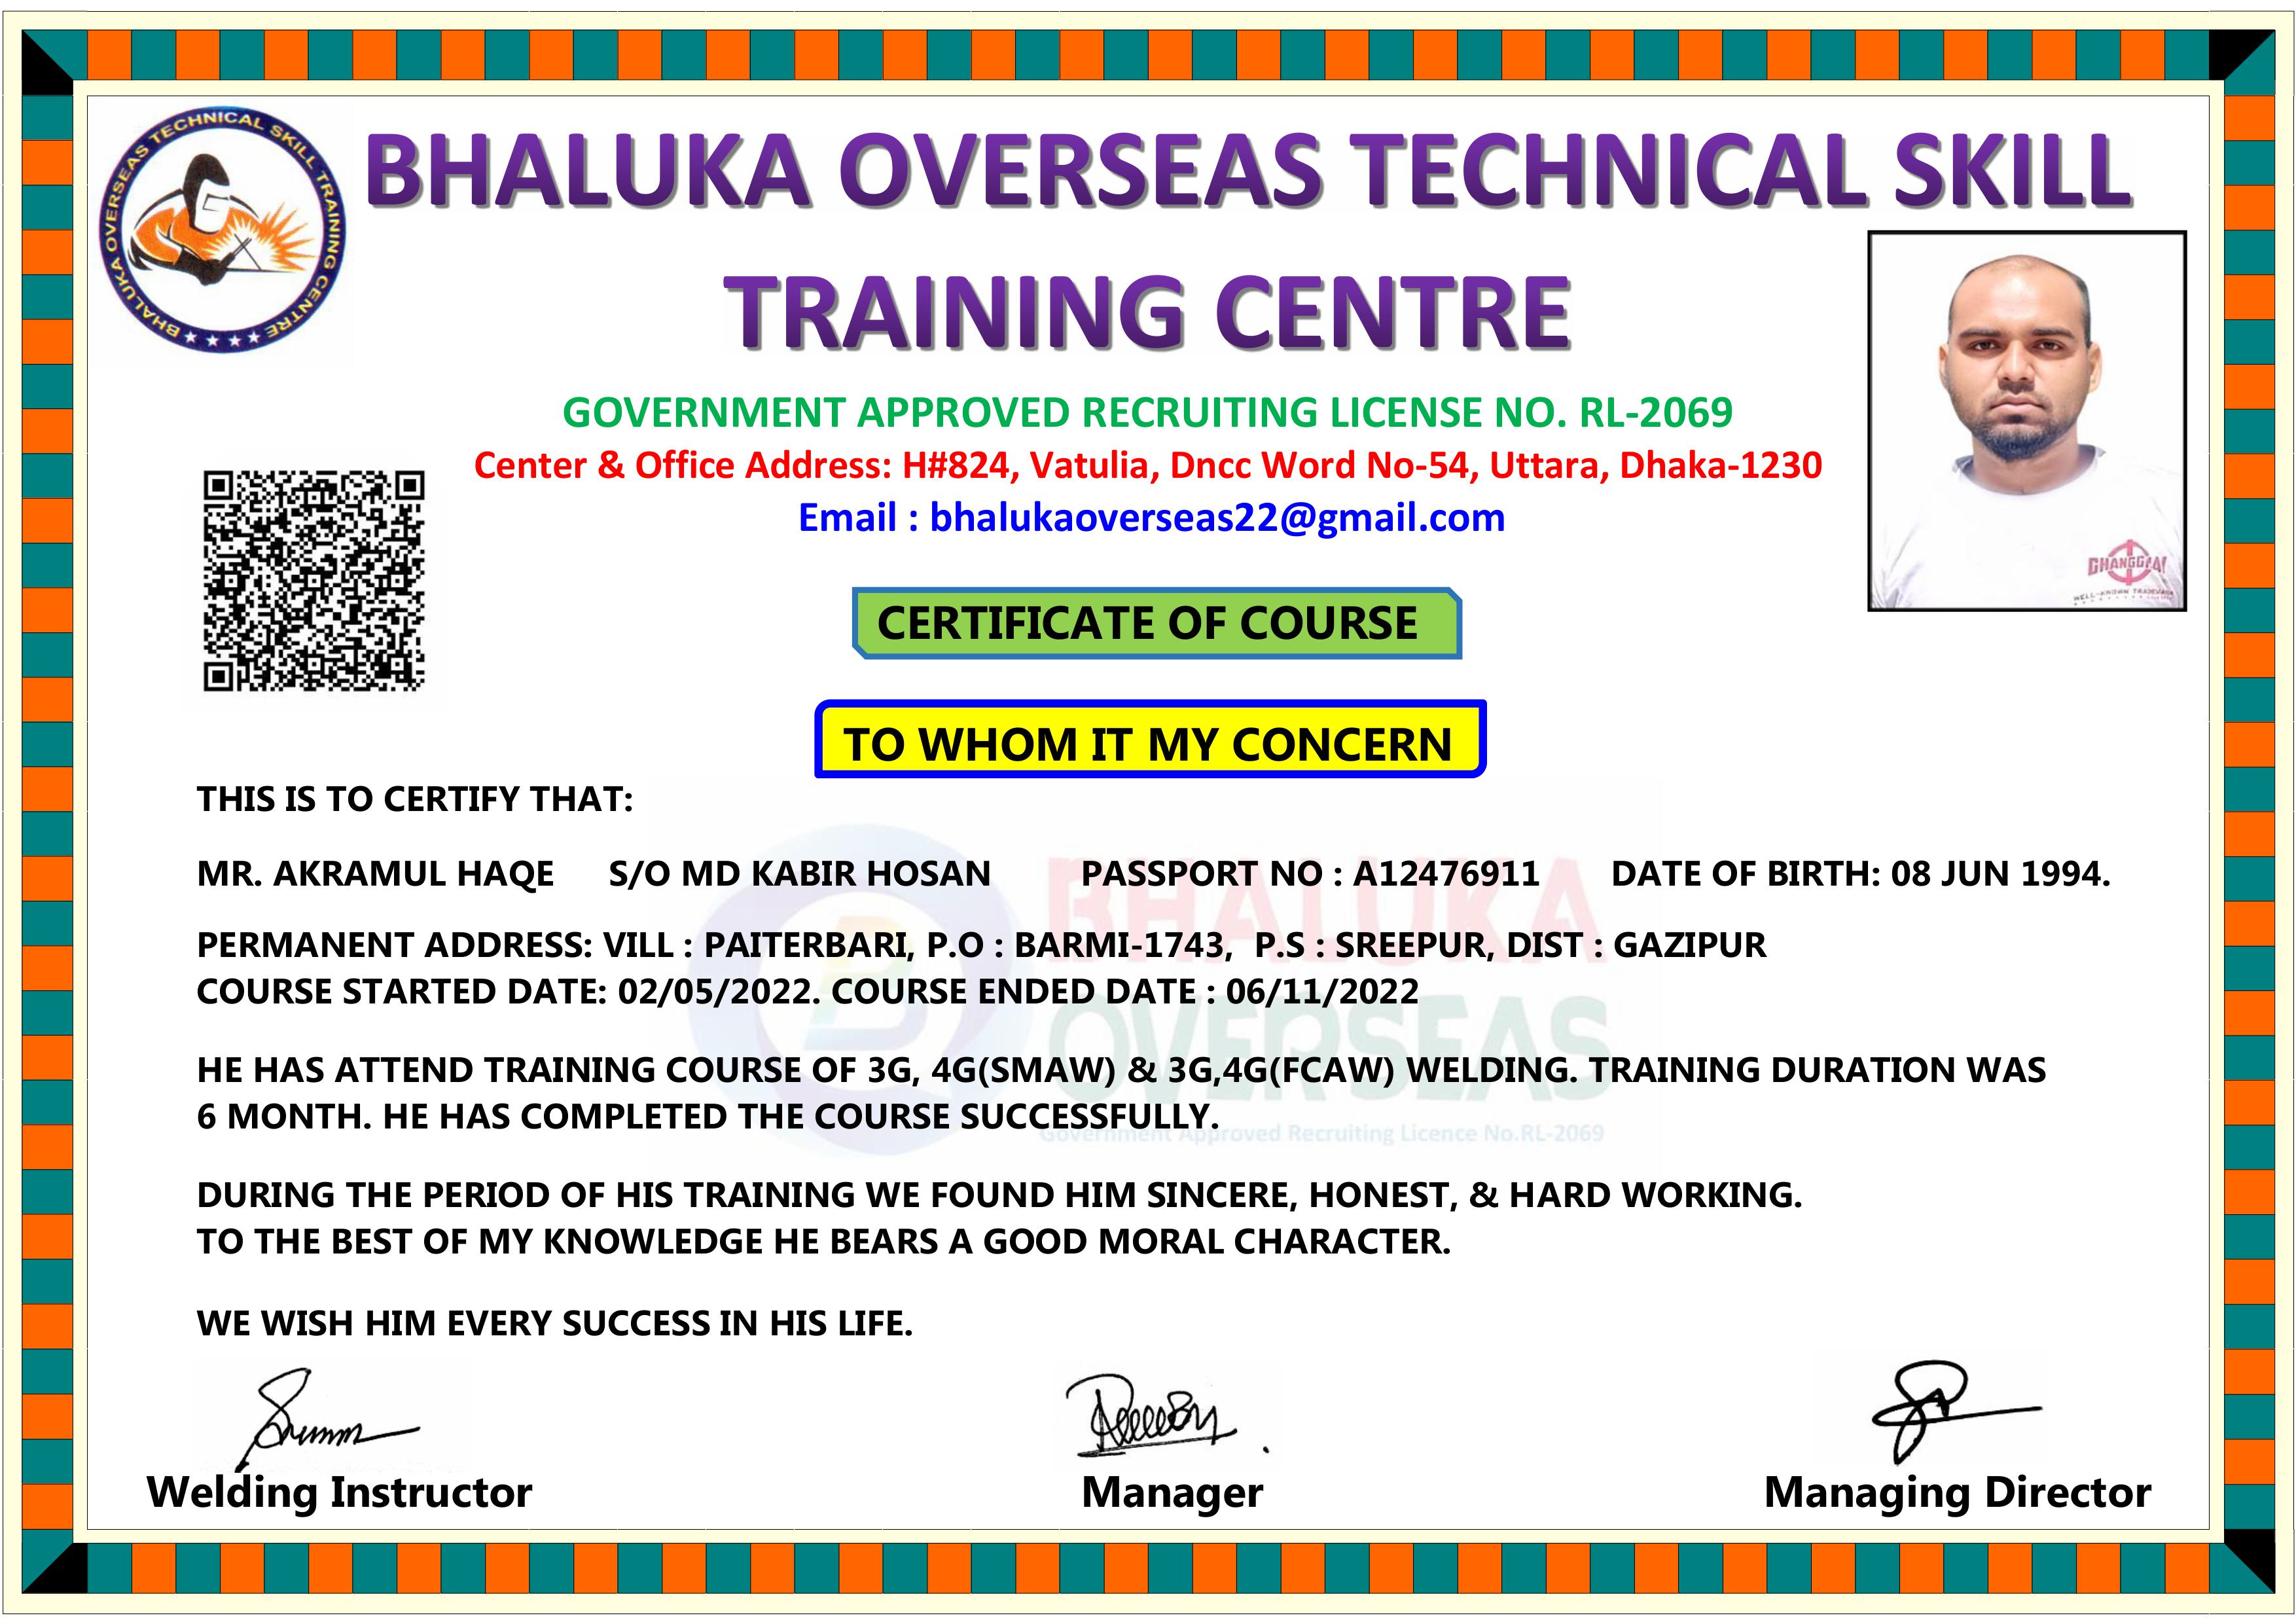 BHALUKA OVERSEAS TECHNICAL SKILL TRAINING CENTRE
BHALUKA OVERSEAS TECHNICAL SKILL
TRAINING CENTRE
GOVERNMENT APPROVED RECRUITING LICENSE NO. RL-2069
Center & Office Address: H#824, Vatulia, Dncc Word No-54, Uttara, Dhaka-1230
Email : bhalukaoverseas22@gmail.com
WELL-KNOWN TRADEMARK
CERTIFICATE OF COURSE
TO WHOM IT MY CONCERN
THIS IS TO CERTIFY THAT:
MR. AKRAMUL HAQE S/O MD KABIR HOSAN PASSPORT NO : A12476911 DATE OF BIRTH: 08 JUN 1994.
PERMANENT ADDRESS: VILL : PAITERBARI, P.O : BARMI-1743, P.S : SREEPUR, DIST : GAZIPUR
COURSE STARTED DATE: 02/05/2022. COURSE ENDED DATE : 06/11/2022
BHALUKA
OVERSEAS
Government Approved Recruiting Licence No.RL-2069
HE HAS ATTEND TRAINING COURSE OF 3G, 4G(SMAW) & 3G,4G(FCAW) WELDING. TRAINING DURATION WAS
6 MONTH. HE HAS COMPLETED THE COURSE SUCCESSFULLY.
DURING THE PERIOD OF HIS TRAINING WE FOUND HIM SINCERE, HONEST, & HARD WORKING.
TO THE BEST OF MY KNOWLEDGE HE BEARS A GOOD MORAL CHARACTER.
WE WISH HIM EVERY SUCCESS IN HIS LIFE.
Welding Instructor Manager Managing Director